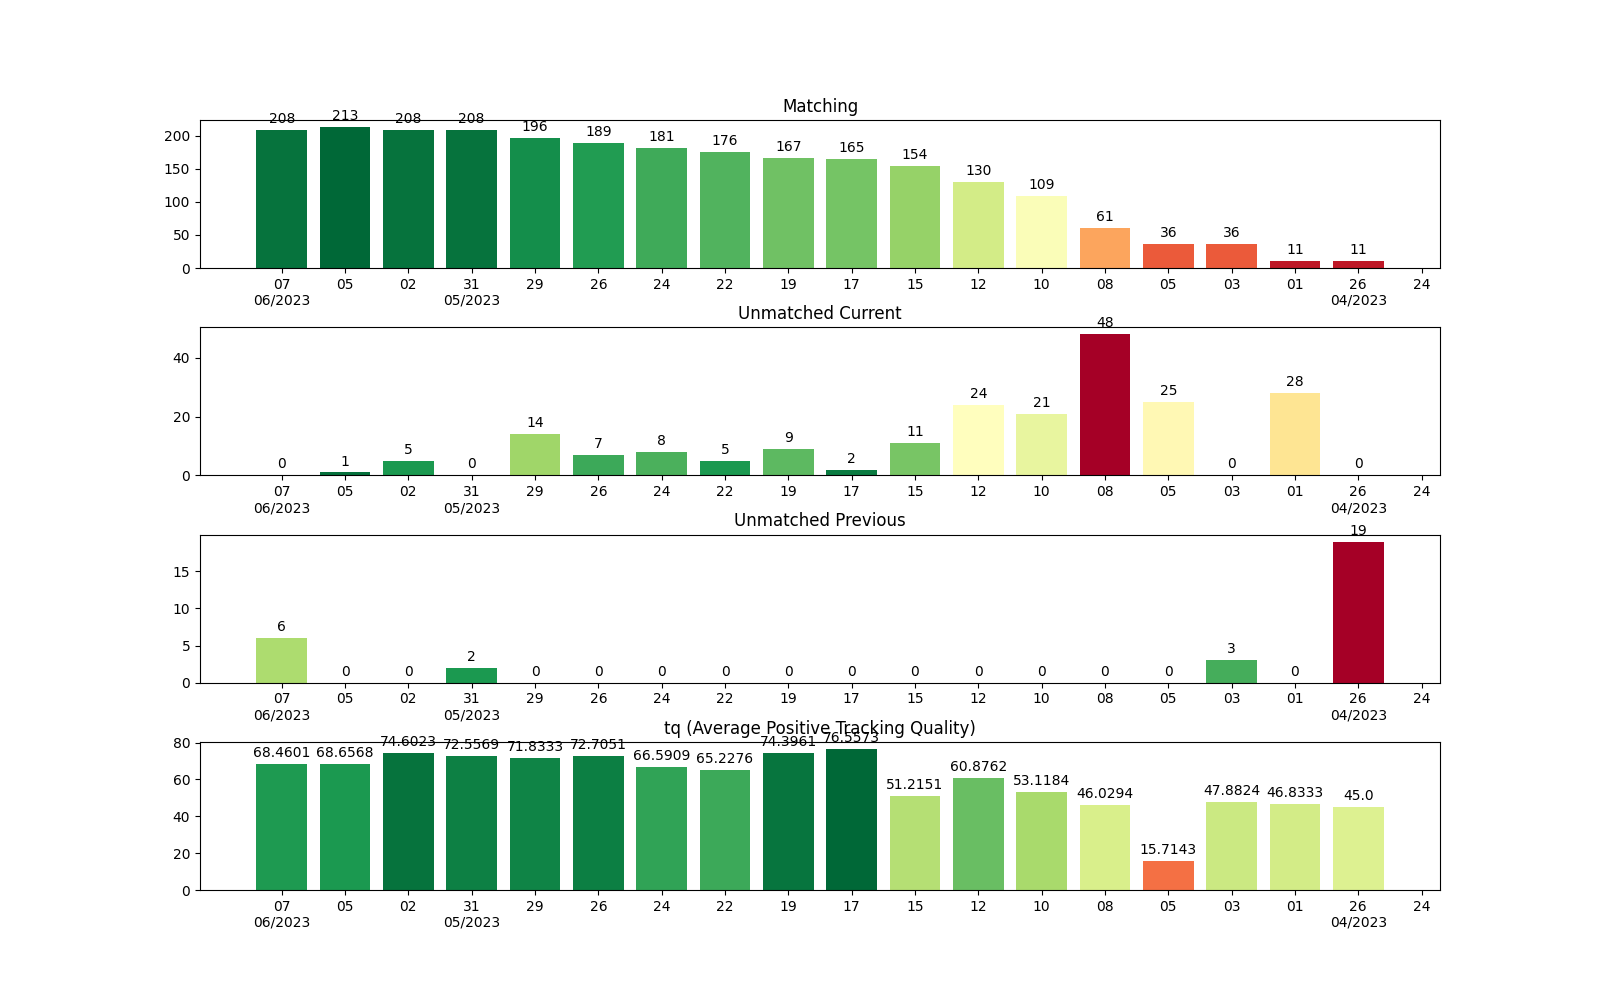 Matching
208 213 208 208 196 189 181 176 167 165 154 130 109 61 36 36 11 11
200
150
100
50
0
07 05 02 31 29 26 24 22 19 17 15 12 10 08 05 03 01 26 24
06/2023 05/2023 04/2023
Unmatched Current
0 1 5 0 14 7 8 5 9 2 11 24 21 48 25 0 28 0
40
20
0
07 05 02 31 29 26 24 22 19 17 15 12 10 08 05 03 01 26 24
06/2023 05/2023 04/2023
Unmatched Previous
6 0 0 2 0 0 0 0 0 0 0 0 0 0 0 3 0 19
15
10
5
0
07 05 02 31 29 26 24 22 19 17 15 12 10 08 05 03 01 26 24
06/2023 05/2023 04/2023
tq (Average Positive Tracking Quality)
68.4601 68.6568 74.6023 72.5569 71.8333 72.7051 66.5909 65.2276 74.3961 76.5573 51.2151 60.8762 53.1184 46.0294 15.7143 47.8824 46.8333 45.0
80
60
40
20
0
07 05 02 31 29 26 24 22 19 17 15 12 10 08 05 03 01 26 24
06/2023 05/2023 04/2023